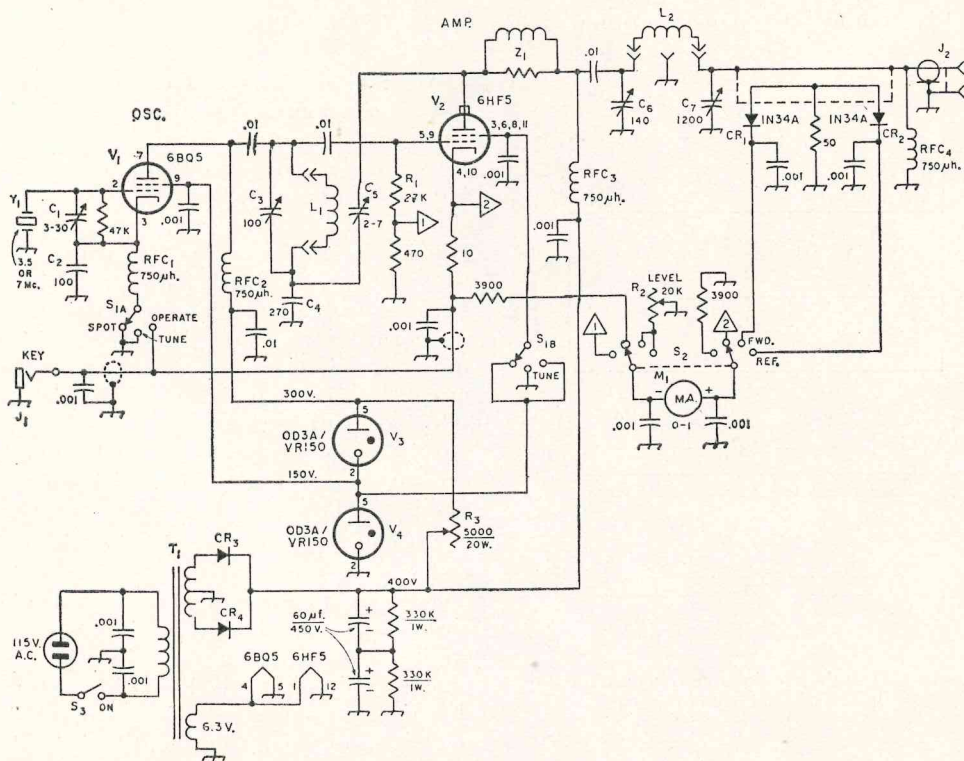 AMP.
OSC.
L2
J2
Z1
.01
V2
6HF5
C6
140
C7
1200
1N34A
CR1
50
1N34A
CR2
RFC4
750μh.
.001
.001
V1
6BQ5
7
2
9
3
.01
.01
5,9
3,6,8,11
4,10
.001
RFC3
750μh.
.001
Y1
3.5
OR
7 Mc.
C1
3-30
47K
.001
C2
100
RFC1
750μh.
C3
100
L1
C5
2-7
R1
27K
1
470
2
10
RFC2
750μh.
C4
270
.01
3900
.001
S1A
SPOT
OPERATE
TUNE
S1B
TUNE
LEVEL
R2
20K
3900
1
S2
2
FWD.
REF.
M1
-
M.A.
+
0-1
.001
.001
KEY
J1
.001
300V.
5
OD3A/
VR150
V3
2
150V.
5
OD3A/
VR150
V4
2
R3
5000
20W.
T1
CR3
CR4
400V
60μf.
450V.
+
-
+
-
330K
1W.
330K
1W.
115V.
A.C.
.001
.001
S3
ON
6BQ5
6HF5
4
5
1
12
6.3V.